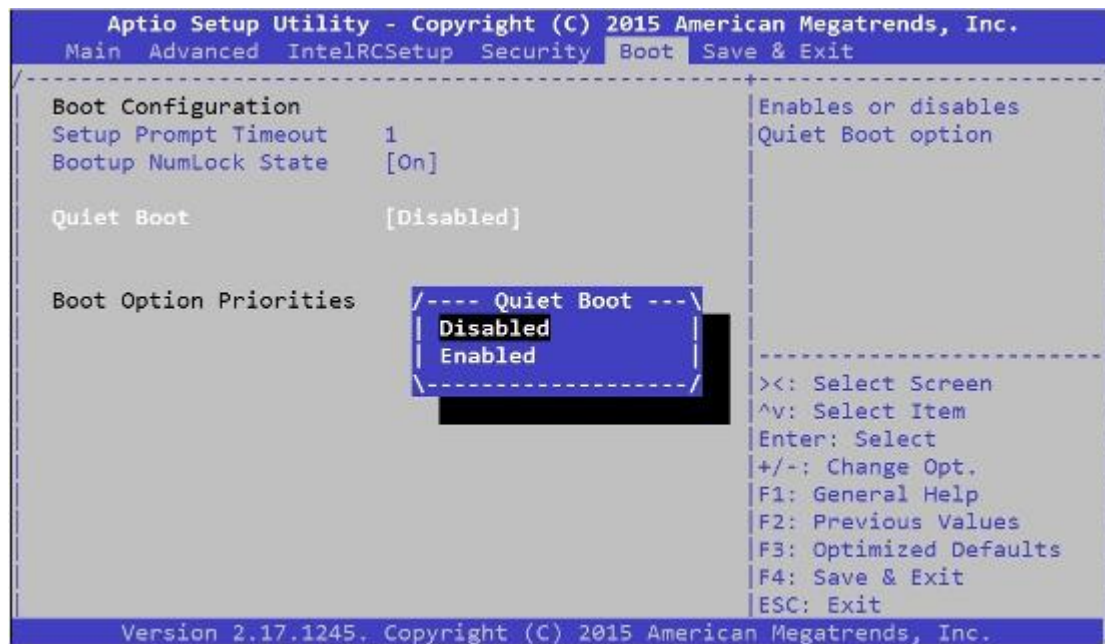 Aptio Setup Utility - Copyright (C) 2015 American Megatrends, Inc.
Main Advanced IntelRCSetup Security Boot Save & Exit
/----------------------------------------------------+-------------------------
Boot Configuration
Setup Prompt Timeout 1
Bootup NumLock State [On]
Quiet Boot [Disabled]
Boot Option Priorities
/---- Quiet Boot ---\
| Disabled |
| Enabled |
\-------------------/
|Enables or disables
|Quiet Boot option
|-------------------------
|><: Select Screen
|^v: Select Item
|Enter: Select
|+/-: Change Opt.
|F1: General Help
|F2: Previous Values
|F3: Optimized Defaults
|F4: Save & Exit
|ESC: Exit
Version 2.17.1245. Copyright (C) 2015 American Megatrends, Inc.